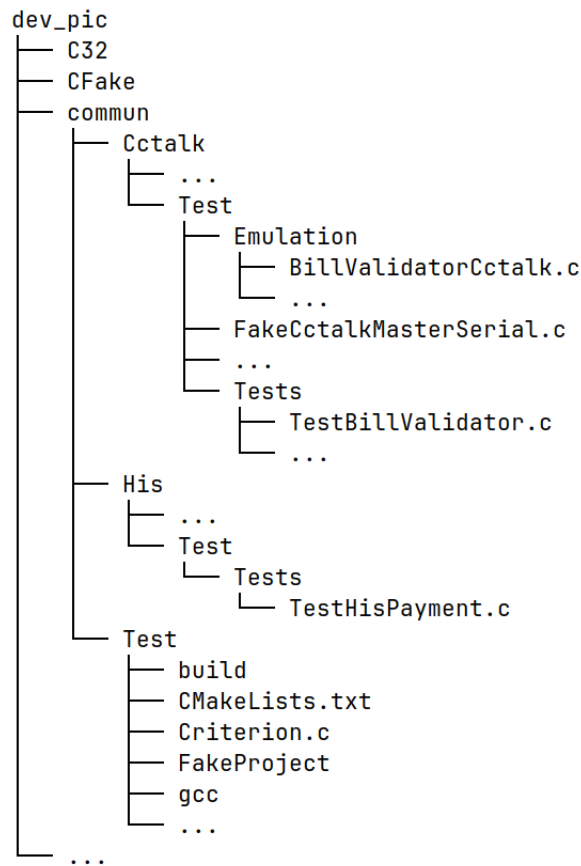 dev_pic
C32
CFake
commun
Cctalk
...
Test
Emulation
BillValidatorCctalk.c
...
FakeCctalkMasterSerial.c
...
Tests
TestBillValidator.c
...
His
...
Test
Tests
TestHisPayment.c
Test
build
CMakeLists.txt
Criterion.c
FakeProject
gcc
...
...